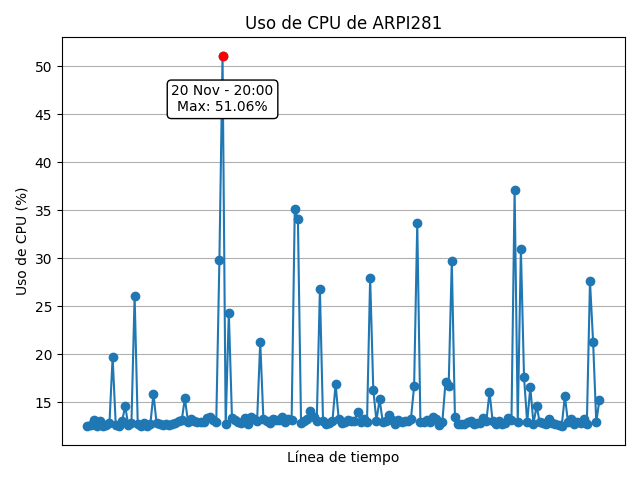 Uso de CPU de ARPI281
50
45
40
35
30
25
20
15
Uso de CPU (%)
20 Nov - 20:00
Max: 51.06%
Línea de tiempo